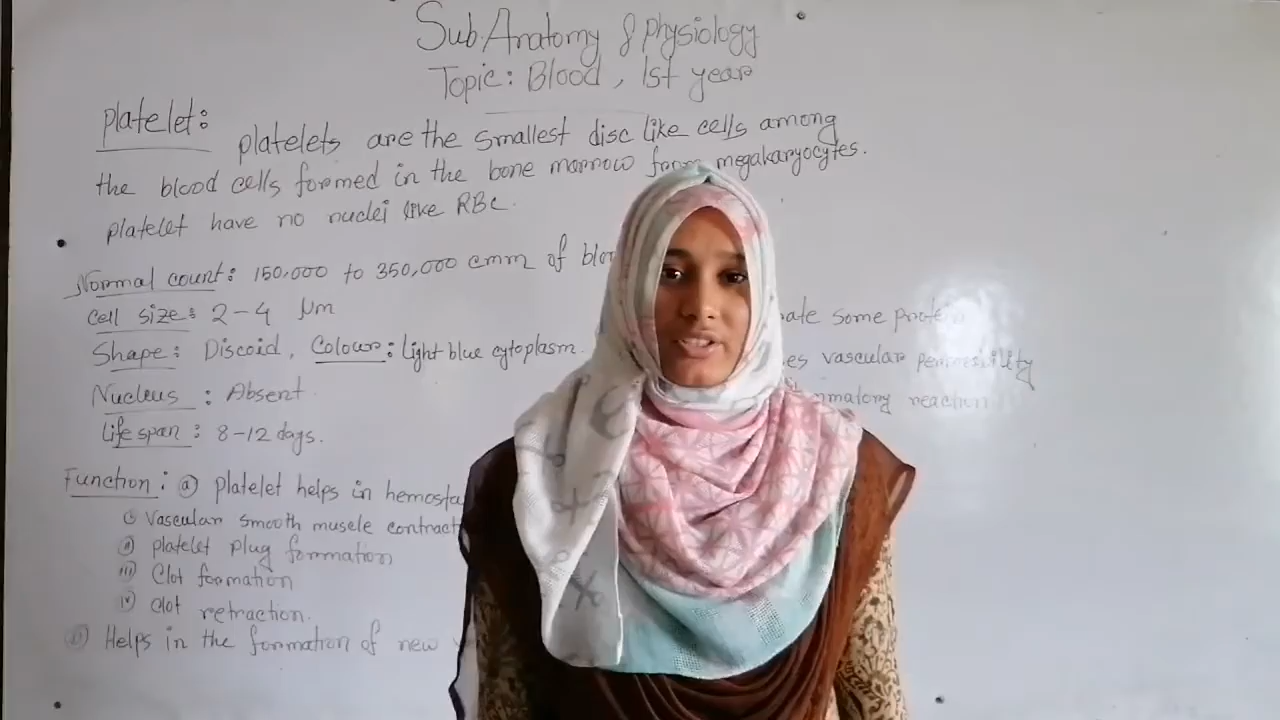 Sub: Anatomy & Physiology
Topic: Blood, 1st year
Platelet:
platelets are the smallest disc like cells among
the blood cells formed in the bone marrow from megakaryocytes.
platelet have no nuclei like RBC.
Normal count: 150,000 to 350,000 cmm of
Cell size: 2-4 μm
Shape: Discoid, Colour: Light blue cytoplasm.
Nucleus: Absent
Life span: 8-12 days.
Function: (a) platelet helps in
(i) Vascular smooth muscle
(ii) platelet plug formation
(iii) Clot formation
(iv) clot retraction.
(b) Helps in the formation of new
some
vascular
reaction